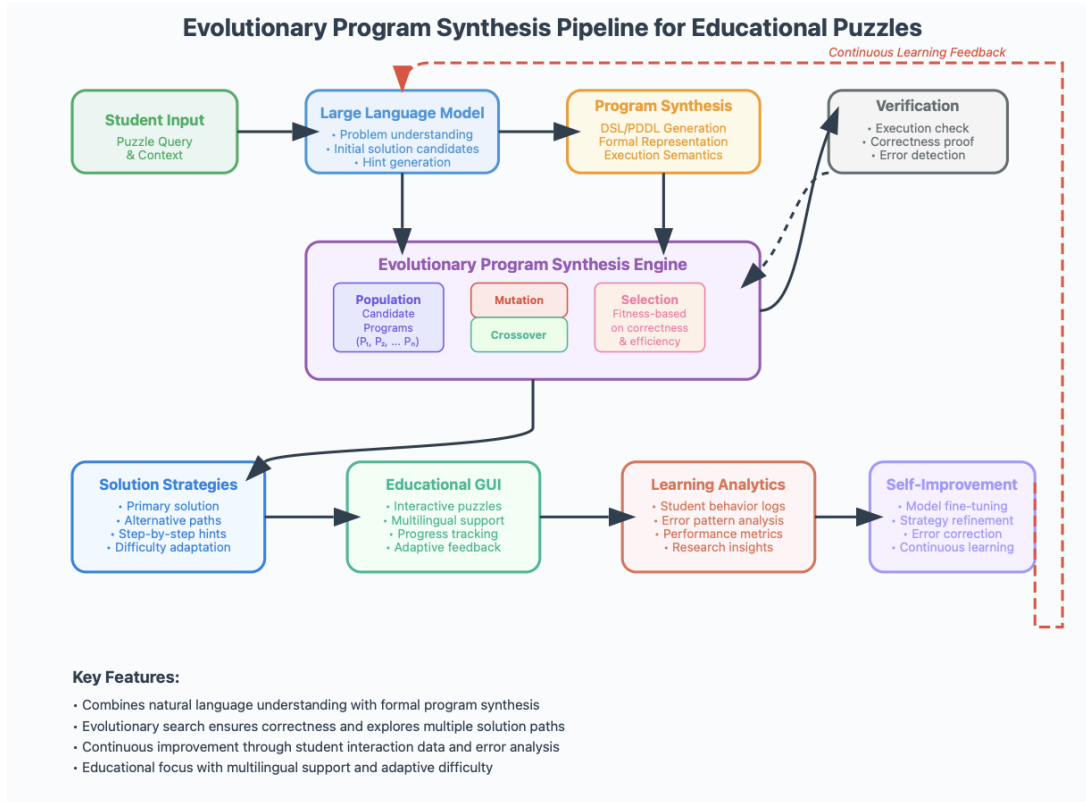 Evolutionary Program Synthesis Pipeline for Educational Puzzles
Continuous Learning Feedback
Student Input
Puzzle Query
& Context
Large Language Model
• Problem understanding
• Initial solution candidates
• Hint generation
Program Synthesis
DSL/PDDL Generation
Formal Representation
Execution Semantics
Verification
• Execution check
• Correctness proof
• Error detection
Evolutionary Program Synthesis Engine
Population
Candidate
Programs
(P₁, P₂, ... Pₙ)
Mutation
Crossover
Selection
Fitness-based
on correctness
& efficiency
Solution Strategies
• Primary solution
• Alternative paths
• Step-by-step hints
• Difficulty adaptation
Educational GUI
• Interactive puzzles
• Multilingual support
• Progress tracking
• Adaptive feedback
Learning Analytics
• Student behavior logs
• Error pattern analysis
• Performance metrics
• Research insights
Self-Improvement
• Model fine-tuning
• Strategy refinement
• Error correction
• Continuous learning
Key Features:
• Combines natural language understanding with formal program synthesis
• Evolutionary search ensures correctness and explores multiple solution paths
• Continuous improvement through student interaction data and error analysis
• Educational focus with multilingual support and adaptive difficulty